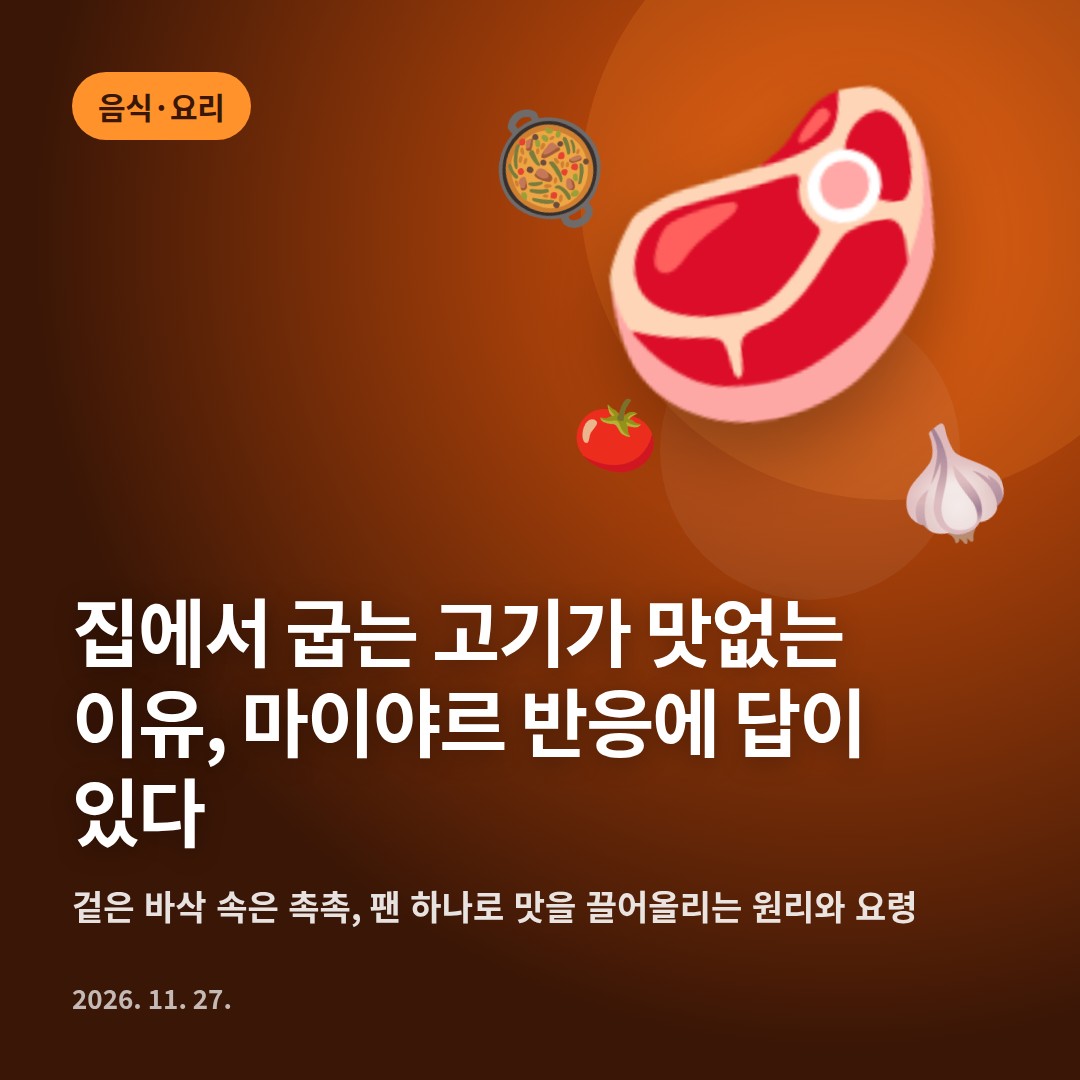 음식·요리
집에서 굽는 고기가 맛없는
이유, 마이야르 반응에 답이
있다
겉은 바삭 속은 촉촉, 팬 하나로 맛을 끌어올리는 원리와 요령
2026. 11. 27.